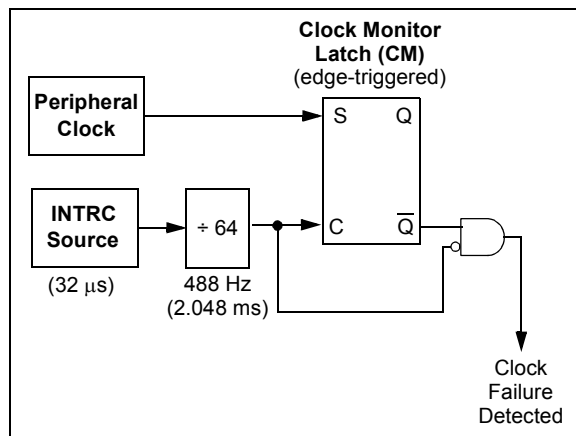 Clock Monitor
Latch (CM)
(edge-triggered)
Peripheral
Clock
S
Q
INTRC
Source
÷ 64
C
Q̅
(32 μs)
488 Hz
(2.048 ms)
Clock
Failure
Detected